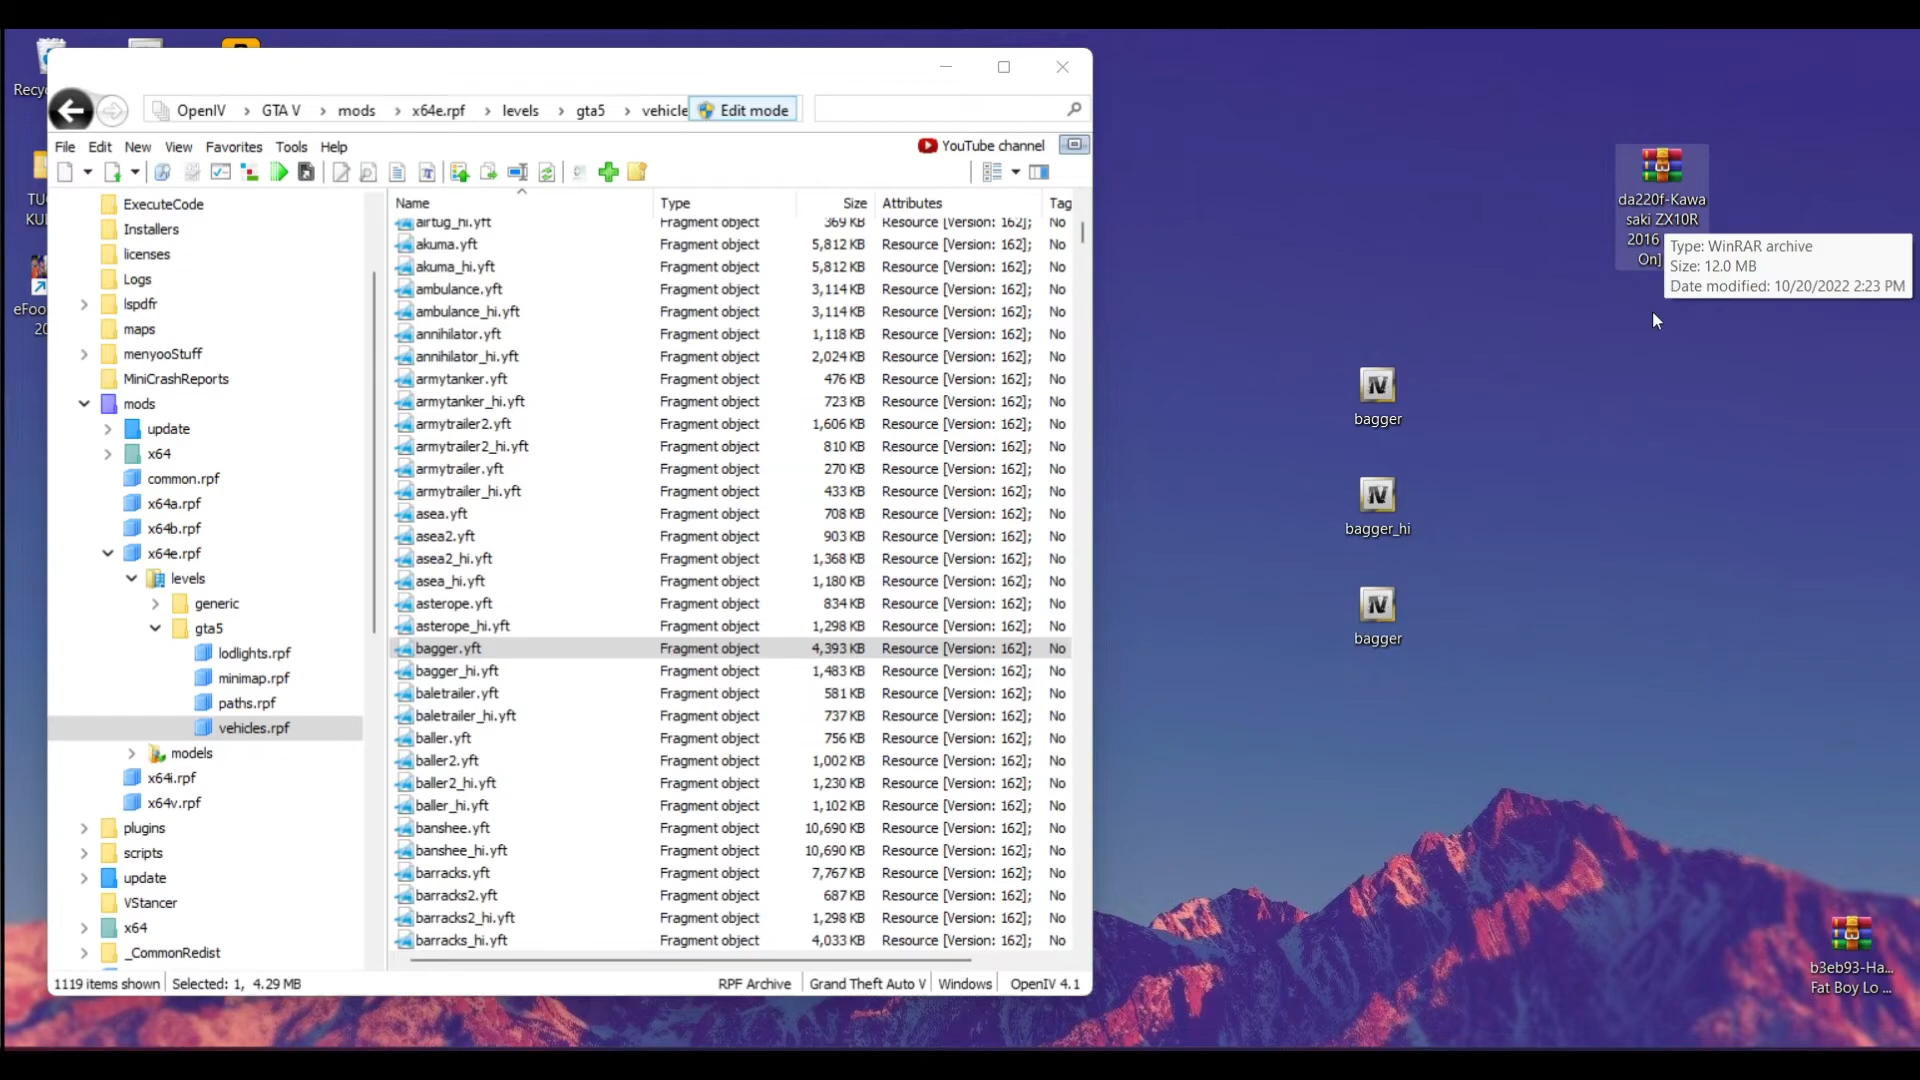 Recyc
TU
KUI
eFoo
20
OpenIV > GTA V > mods > x64e.rpf > levels > gta5 > vehicle
Edit mode
File Edit New View Favorites Tools Help
YouTube channel
ExecuteCode
Installers
licenses
Logs
lspdfr
maps
menyooStuff
MiniCrashReports
mods
update
x64
common.rpf
x64a.rpf
x64b.rpf
x64e.rpf
levels
generic
gta5
lodlights.rpf
minimap.rpf
paths.rpf
vehicles.rpf
models
x64i.rpf
x64v.rpf
plugins
scripts
update
VStancer
x64
_CommonRedist
Name Type Size Attributes Tag
airtug_hi.yft Fragment object 369 KB Resource [Version: 162]; No
akuma.yft Fragment object 5,812 KB Resource [Version: 162]; No
akuma_hi.yft Fragment object 5,812 KB Resource [Version: 162]; No
ambulance.yft Fragment object 3,114 KB Resource [Version: 162]; No
ambulance_hi.yft Fragment object 3,114 KB Resource [Version: 162]; No
annihilator.yft Fragment object 1,118 KB Resource [Version: 162]; No
annihilator_hi.yft Fragment object 2,024 KB Resource [Version: 162]; No
armytanker.yft Fragment object 476 KB Resource [Version: 162]; No
armytanker_hi.yft Fragment object 723 KB Resource [Version: 162]; No
armytrailer2.yft Fragment object 1,606 KB Resource [Version: 162]; No
armytrailer2_hi.yft Fragment object 810 KB Resource [Version: 162]; No
armytrailer.yft Fragment object 270 KB Resource [Version: 162]; No
armytrailer_hi.yft Fragment object 433 KB Resource [Version: 162]; No
asea.yft Fragment object 708 KB Resource [Version: 162]; No
asea2.yft Fragment object 903 KB Resource [Version: 162]; No
asea2_hi.yft Fragment object 1,368 KB Resource [Version: 162]; No
asea_hi.yft Fragment object 1,180 KB Resource [Version: 162]; No
asterope.yft Fragment object 834 KB Resource [Version: 162]; No
asterope_hi.yft Fragment object 1,298 KB Resource [Version: 162]; No
bagger.yft Fragment object 4,393 KB Resource [Version: 162]; No
bagger_hi.yft Fragment object 1,483 KB Resource [Version: 162]; No
baletrailer.yft Fragment object 581 KB Resource [Version: 162]; No
baletrailer_hi.yft Fragment object 737 KB Resource [Version: 162]; No
baller.yft Fragment object 756 KB Resource [Version: 162]; No
baller2.yft Fragment object 1,002 KB Resource [Version: 162]; No
baller2_hi.yft Fragment object 1,230 KB Resource [Version: 162]; No
baller_hi.yft Fragment object 1,102 KB Resource [Version: 162]; No
banshee.yft Fragment object 10,690 KB Resource [Version: 162]; No
banshee_hi.yft Fragment object 10,690 KB Resource [Version: 162]; No
barracks.yft Fragment object 7,767 KB Resource [Version: 162]; No
barracks2.yft Fragment object 687 KB Resource [Version: 162]; No
barracks2_hi.yft Fragment object 1,298 KB Resource [Version: 162]; No
barracks_hi.yft Fragment object 4,033 KB Resource [Version: 162]; No
1119 items shown Selected: 1, 4.29 MB RPF Archive Grand Theft Auto V Windows OpenIV 4.1
da220f-Kawa
saki ZX10R
2016
On]
Type: WinRAR archive
Size: 12.0 MB
Date modified: 10/20/2022 2:23 PM
IV
bagger
IV
bagger_hi
IV
bagger
b3eb93-Ha...
Fat Boy Lo ...